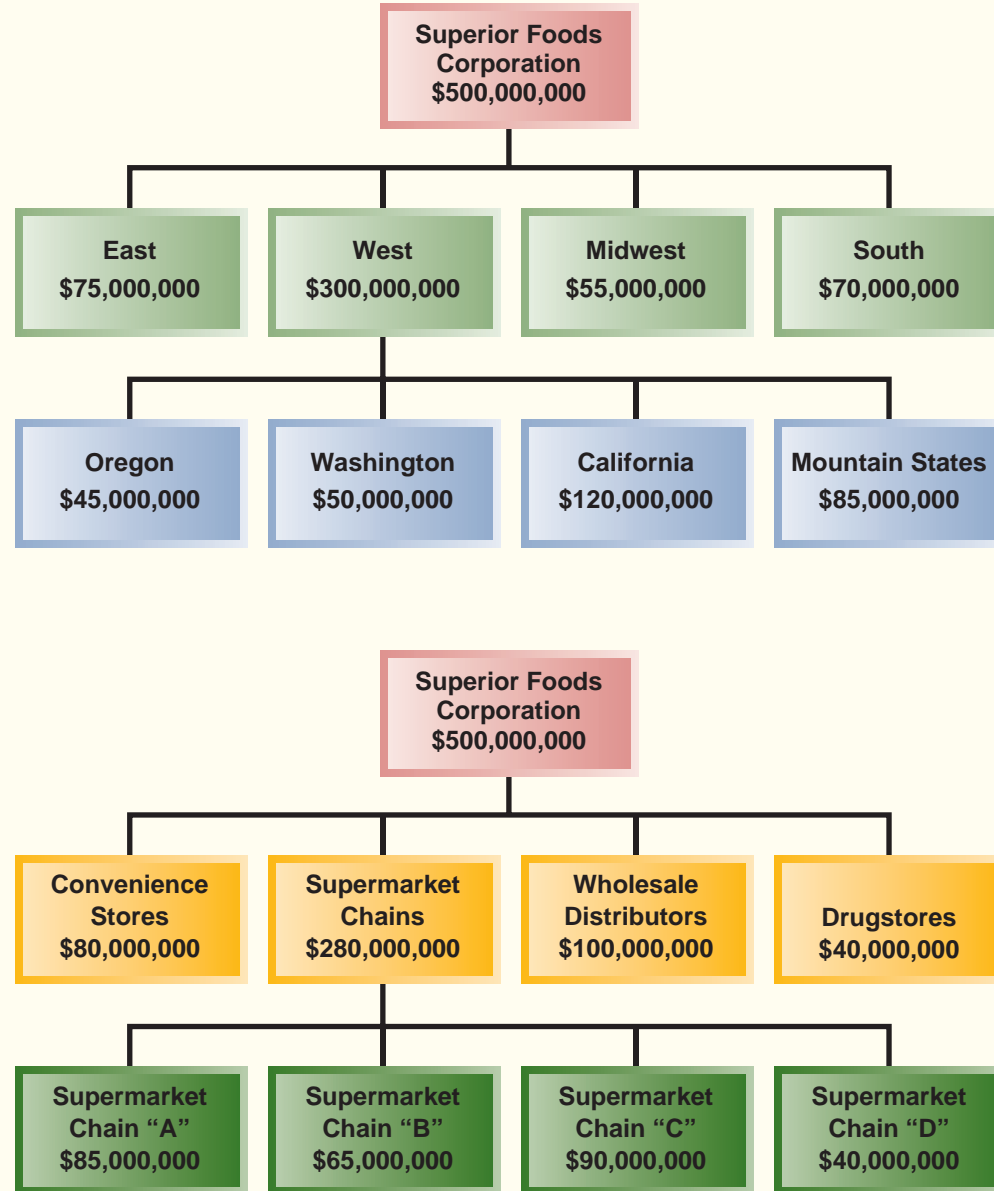 Superior Foods
Corporation
$500,000,000
East
$75,000,000
West
$300,000,000
Midwest
$55,000,000
South
$70,000,000
Oregon
$45,000,000
Washington
$50,000,000
California
$120,000,000
Mountain States
$85,000,000
Superior Foods
Corporation
$500,000,000
Convenience
Stores
$80,000,000
Supermarket
Chains
$280,000,000
Wholesale
Distributors
$100,000,000
Drugstores
$40,000,000
Supermarket
Chain “A”
$85,000,000
Supermarket
Chain “B”
$65,000,000
Supermarket
Chain “C”
$90,000,000
Supermarket
Chain “D”
$40,000,000